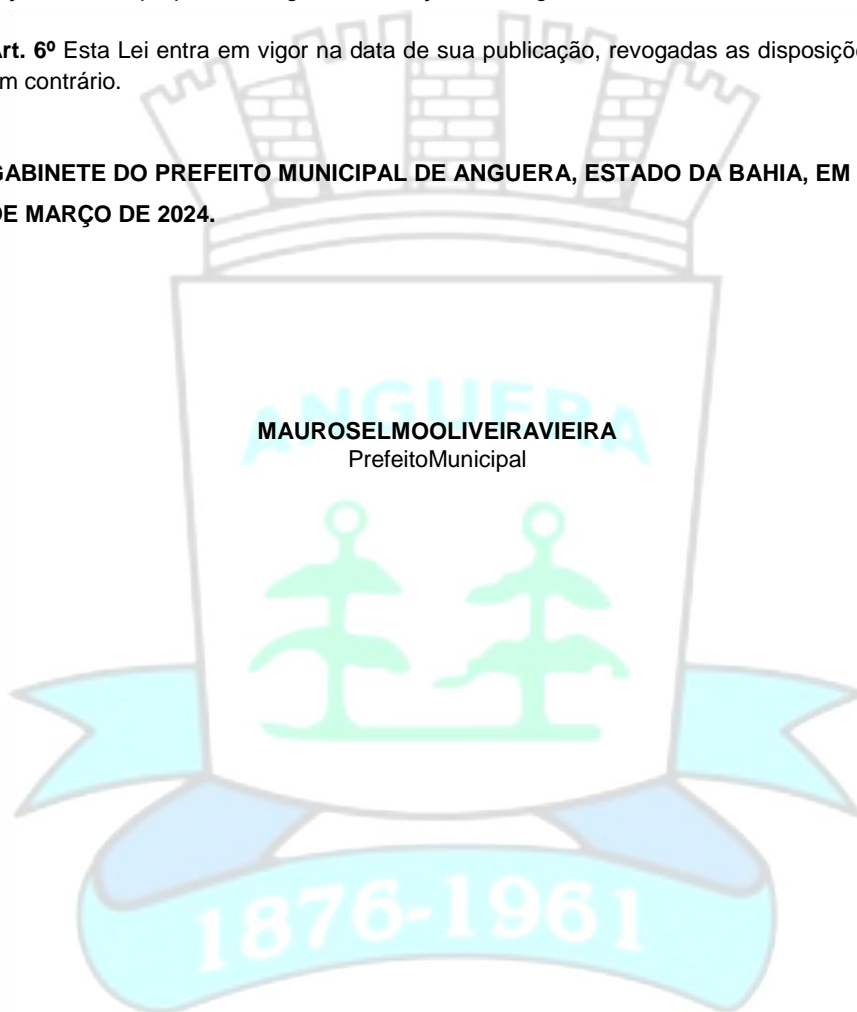 Art. 6º Esta Lei entra em vigor na data de sua publicação, revogadas as disposiçõe
em contrário.
GABINETE DO PREFEITO MUNICIPAL DE ANGUERA, ESTADO DA BAHIA, EM
DE MARÇO DE 2024.
ANGUERA
MAUROSELMOOLIVEIRAVIEIRA
PrefeitoMunicipal
1876-1961